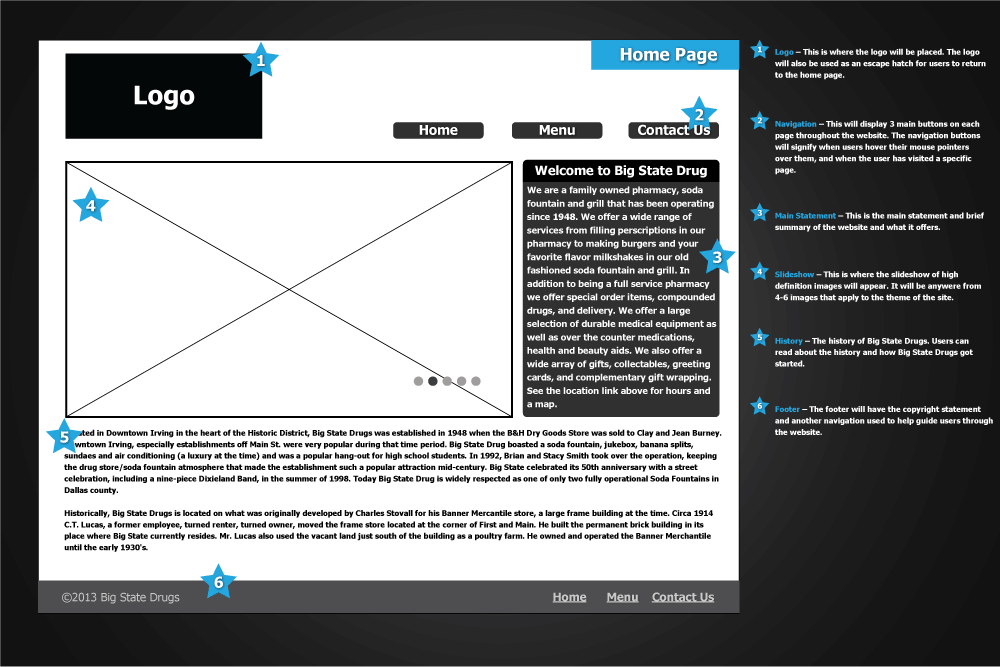 Home Page
1
Logo
2
Home
Menu
Contact Us
4
Welcome to Big State Drug
We are a family owned pharmacy, soda
fountain and grill that has been operating
since 1948. We offer a wide range of
services from filling perscriptions in our
pharmacy to making burgers and your
favorite flavor milkshakes in our old
fashioned soda fountain and grill. In
addition to being a full service pharmacy
we offer special order items, compounded
drugs, and delivery. We offer a large
selection of durable medical equipment as
well as over the counter medications,
health and beauty aids. We also offer a
wide array of gifts, collectables, greeting
cards, and complementary gift wrapping.
See the location link above for hours and
a map.
3
5
in Downtown Irving in the heart of the Historic District, Big State Drugs was established in 1948 when the B&H Dry Goods Store was sold to Clay and Jean Burney.
Irving, especially establishments off Main St. were very popular during that time period. Big State Drug boasted a soda fountain, jukebox, banana splits,
sundaes and air conditioning (a luxury at the time) and was a popular hang-out for high school students. In 1992, Brian and Stacy Smith took over the operation, keeping
the drug store/soda fountain atmosphere that made the establishment such a popular attraction mid-century. Big State celebrated its 50th anniversary with a street
celebration, including a nine-piece Dixieland Band, in the summer of 1998. Today Big State Drug is widely respected as one of only two fully operational Soda Fountains in
Dallas county.
Historically, Big State Drugs is located on what was originally developed by Charles Stovall for his Banner Mercantile store, a large frame building at the time. Circa 1914
C.T. Lucas, a former employee, turned renter, turned owner, moved the frame store located at the corner of First and Main. He built the permanent brick building in its
place where Big State currently resides. Mr. Lucas also used the vacant land just south of the building as a poultry farm. He owned and operated the Banner Merchantile
until the early 1930's.
6
©2013 Big State Drugs
Home
Menu
Contact Us
1
Logo – This is where the logo will be placed. The logo
will also be used as an escape hatch for users to return
to the home page.
2
Navigation – This will display 3 main buttons on each
page throughout the website. The navigation buttons
will signify when users hover their mouse pointers
over them, and when the user has visited a specific
page.
3
Main Statement – This is the main statement and brief
summary of the website and what it offers.
4
Slideshow – This is where the slideshow of high
definition images will appear. It will be anywere from
4-6 images that apply to the theme of the site.
5
History – The history of Big State Drugs. Users can
read about the history and how Big State Drugs got
started.
6
Footer – The footer will have the copyright statement
and another navigation used to help guide users through
the website.